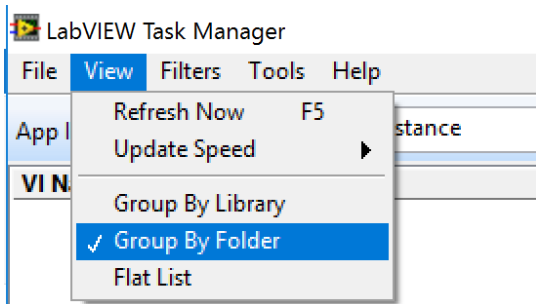 LabVIEW Task Manager
File View Filters Tools Help
Refresh Now F5
App I stance
Update Speed
VI N
Group By Library
Group By Folder
Flat List